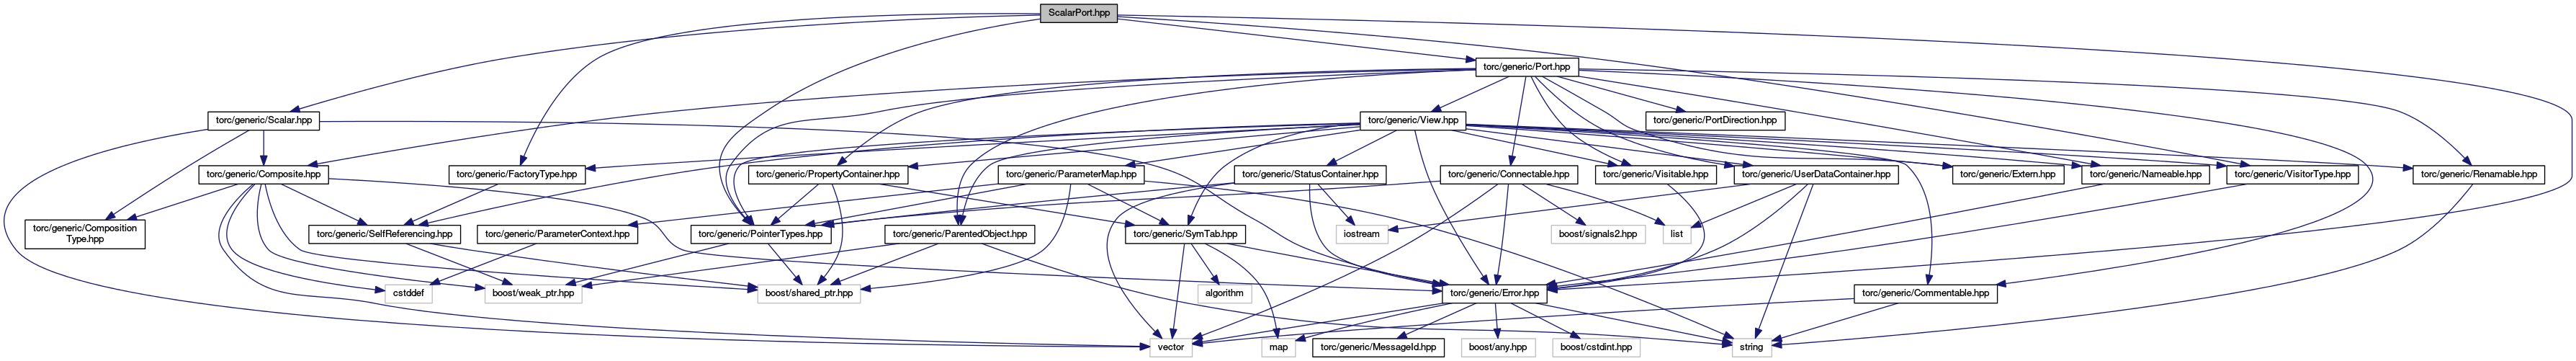 ScalarPort.hpp
torc/generic/Port.hpp
torc/generic/Scalar.hpp
torc/generic/View.hpp
torc/generic/PortDirection.hpp
torc/generic/Composite.hpp
torc/generic/FactoryType.hpp
torc/generic/PropertyContainer.hpp
torc/generic/ParameterMap.hpp
torc/generic/StatusContainer.hpp
torc/generic/Connectable.hpp
torc/generic/Visitable.hpp
torc/generic/UserDataContainer.hpp
torc/generic/Extern.hpp
torc/generic/Nameable.hpp
torc/generic/VisitorType.hpp
torc/generic/Renamable.hpp
torc/generic/Composition
Type.hpp
torc/generic/SelfReferencing.hpp
torc/generic/ParameterContext.hpp
torc/generic/PointerTypes.hpp
torc/generic/ParentedObject.hpp
torc/generic/SymTab.hpp
iostream
boost/signals2.hpp
list
cstddef
boost/weak_ptr.hpp
boost/shared_ptr.hpp
algorithm
torc/generic/Error.hpp
torc/generic/Commentable.hpp
vector
map
torc/generic/MessageId.hpp
boost/any.hpp
boost/cstdint.hpp
string